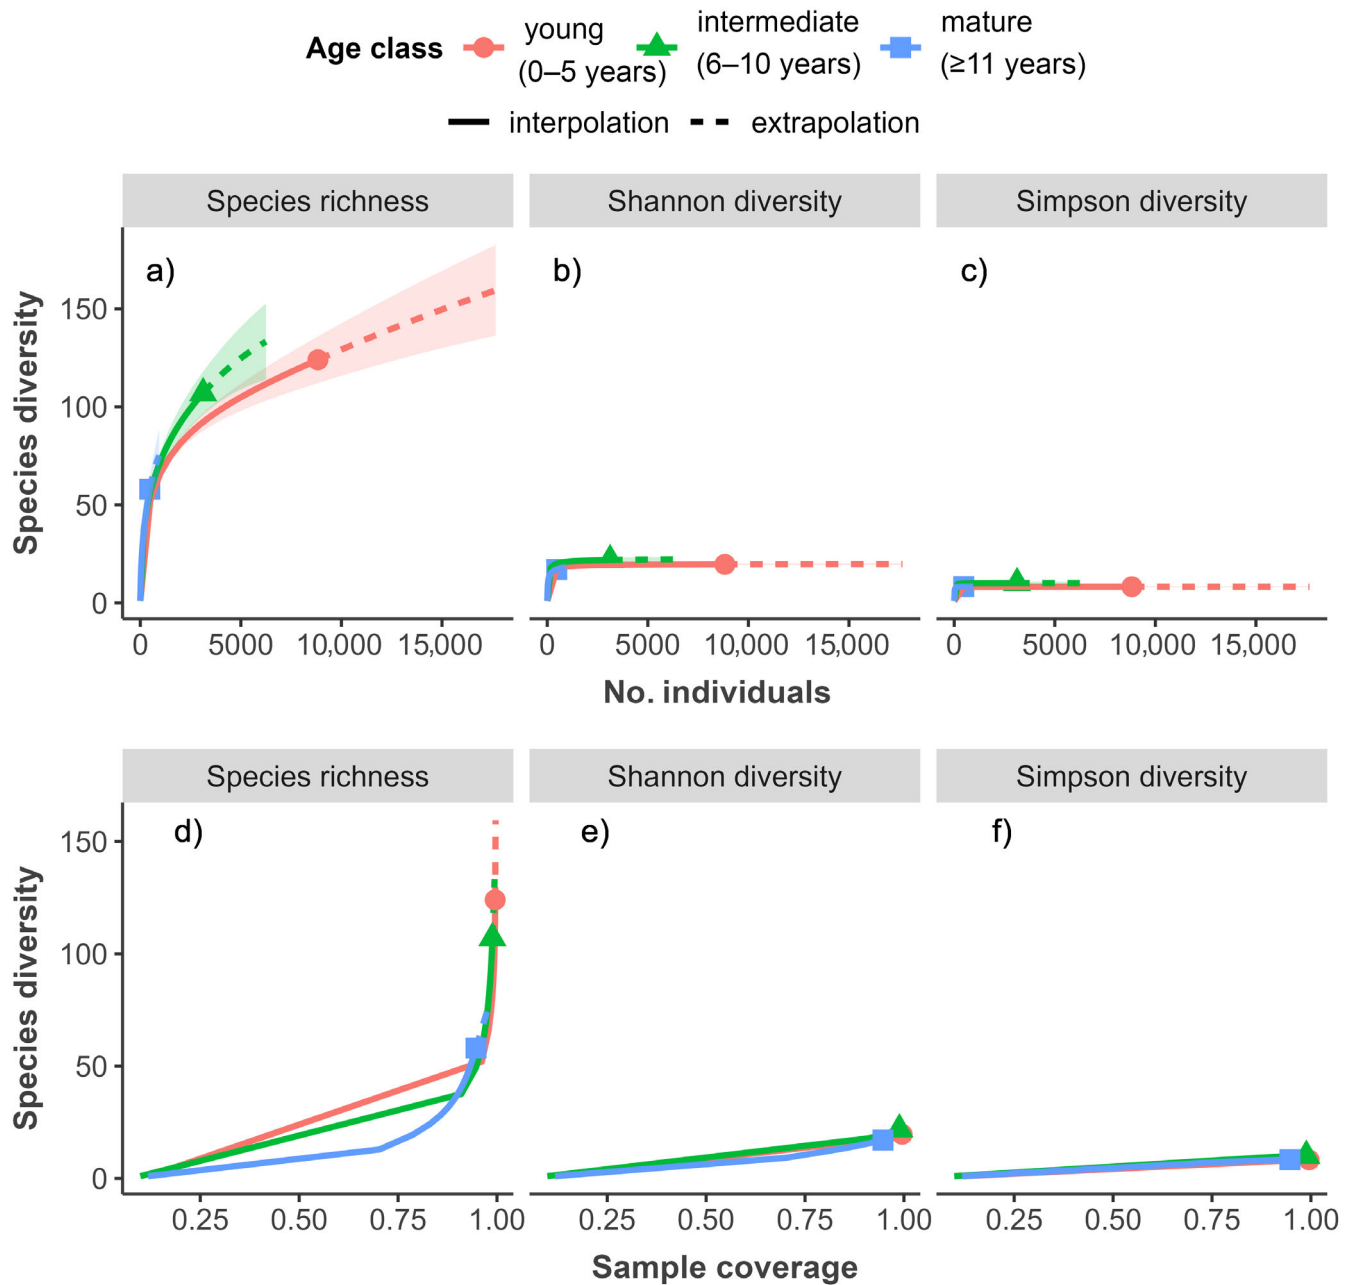 Age class young intermediate mature
(0–5 years) (6–10 years) (≥11 years)
interpolation extrapolation
Species richness Shannon diversity Simpson diversity
a) b) c)
Species diversity
150
100
50
0
0 5000 10,000 15,000 0 5000 10,000 15,000 0 5000 10,000 15,000
No. individuals
Species richness Shannon diversity Simpson diversity
d) e) f)
Species diversity
150
100
50
0
0.25 0.50 0.75 1.00 0.25 0.50 0.75 1.00 0.25 0.50 0.75 1.00
Sample coverage